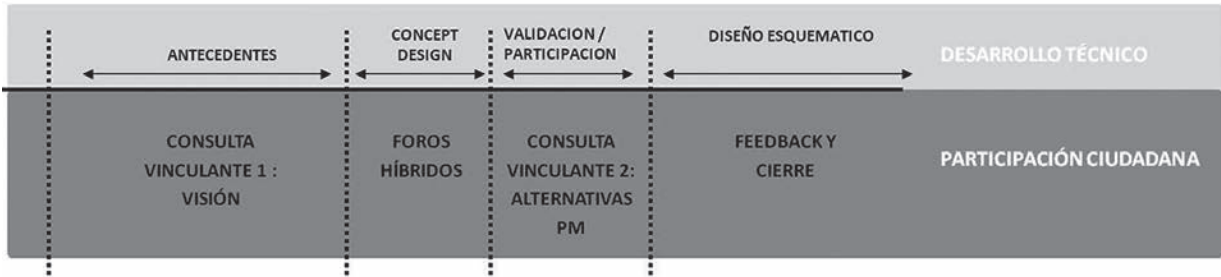 ANTECEDENTES
CONCEPT
DESIGN
VALIDACION /
PARTICIPACION
DISEÑO ESQUEMATICO
DESARROLLO TÉCNICO
CONSULTA
VINCULANTE 1 :
VISIÓN
FOROS
HÍBRIDOS
CONSULTA
VINCULANTE 2:
ALTERNATIVAS
PM
FEEDBACK Y
CIERRE
PARTICIPACIÓN CIUDADANA